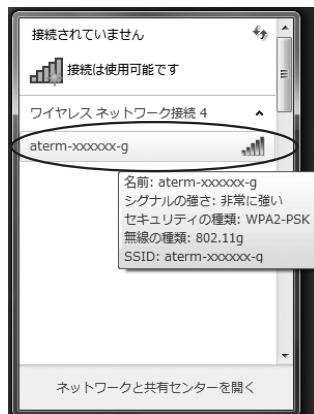 接続されていません
接続は使用可能です
ワイヤレス ネットワーク接続 4
aterm-xxxxxx-g
名前: aterm-xxxxxx-g
シグナルの強さ: 非常に強い
セキュリティの種類: WPA2-PSK
無線の種類: 802.11g
SSID: aterm-xxxxxx-g
ネットワークと共有センターを開く